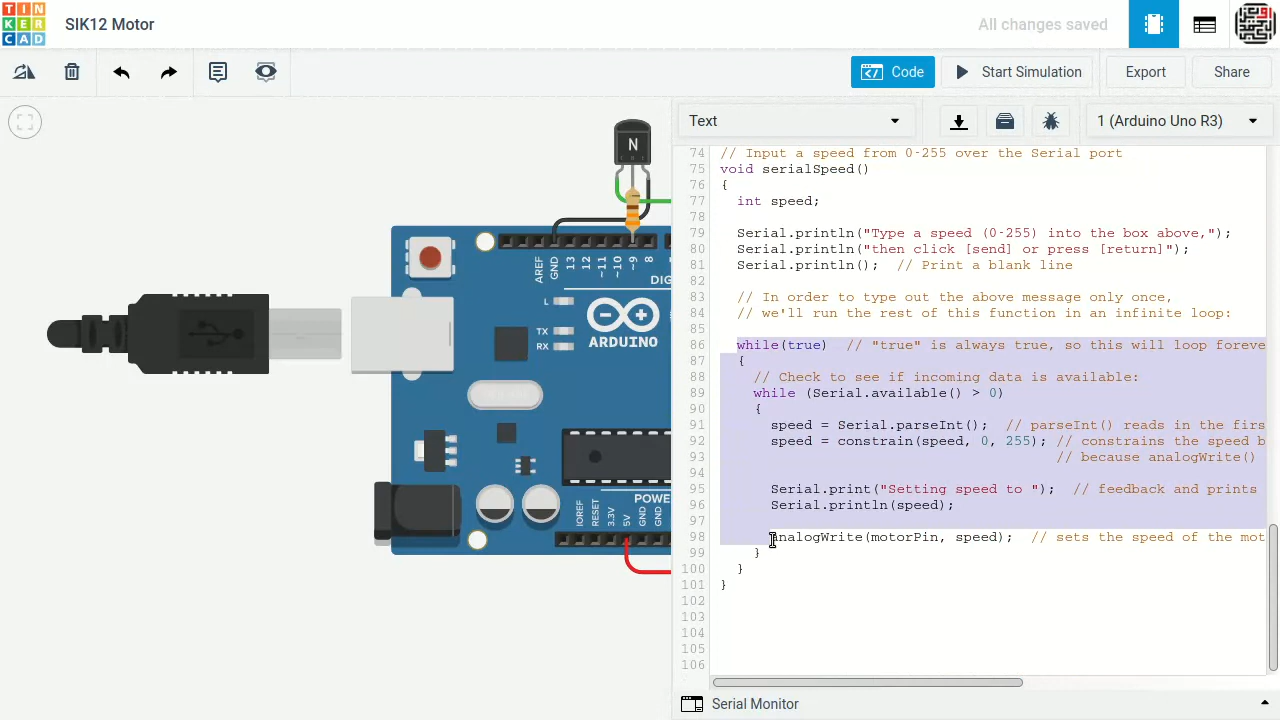 TINKERCAD
SIK12 Motor
All changes saved
Code
Start Simulation
Export
Share
Text
1 (Arduino Uno R3)
N
AREF
GND
13
12
~11
~10
~9
8
DIG
L
TX
RX
ARDUINO
POWE
IOREF
RESET
3.3V
5V
GND
GND
74 // Input a speed from 0-255 over the Serial port
75 void serialSpeed()
76 {
77 int speed;
78
79 Serial.println("Type a speed (0-255) into the box above,");
80 Serial.println("then click [send] or press [return]");
81 Serial.println(); // Print a blank line
82
83 // In order to type out the above message only once,
84 // we'll run the rest of this function in an infinite loop:
85
86 while(true) // "true" is always true, so this will loop foreve
87 {
88 // Check to see if incoming data is available:
89 while (Serial.available() > 0)
90 {
91 speed = Serial.parseInt(); // parseInt() reads in the firs
92 speed = constrain(speed, 0, 255); // constrains the speed b
93 // because analogWrite()
94
95 Serial.print("Setting speed to "); // feedback and prints
96 Serial.println(speed);
97
98 analogWrite(motorPin, speed); // sets the speed of the mot
99 }
100 }
101 }
102
103
104
105
106
Serial Monitor